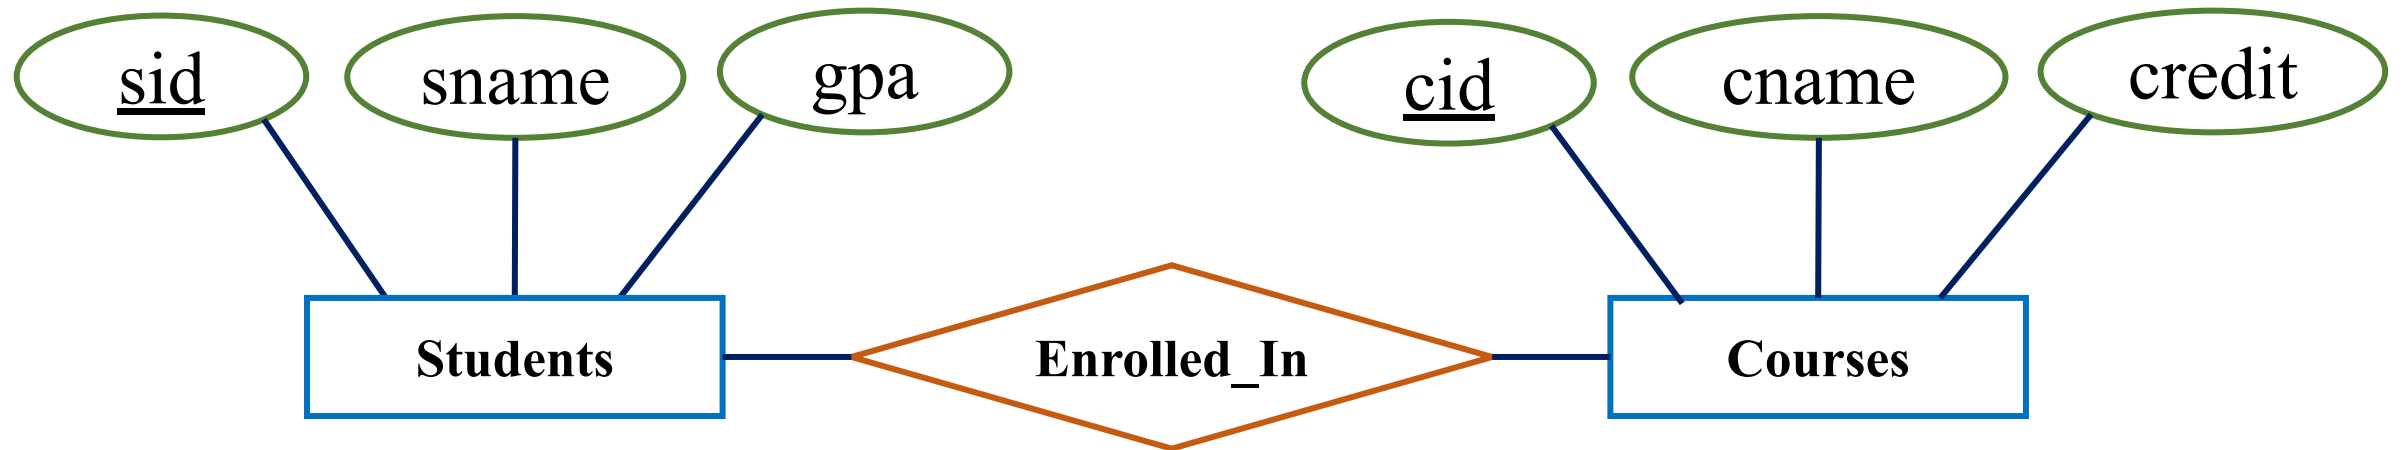 sid
sname
gpa
cid
cname
credit
Students
Enrolled_In
Courses